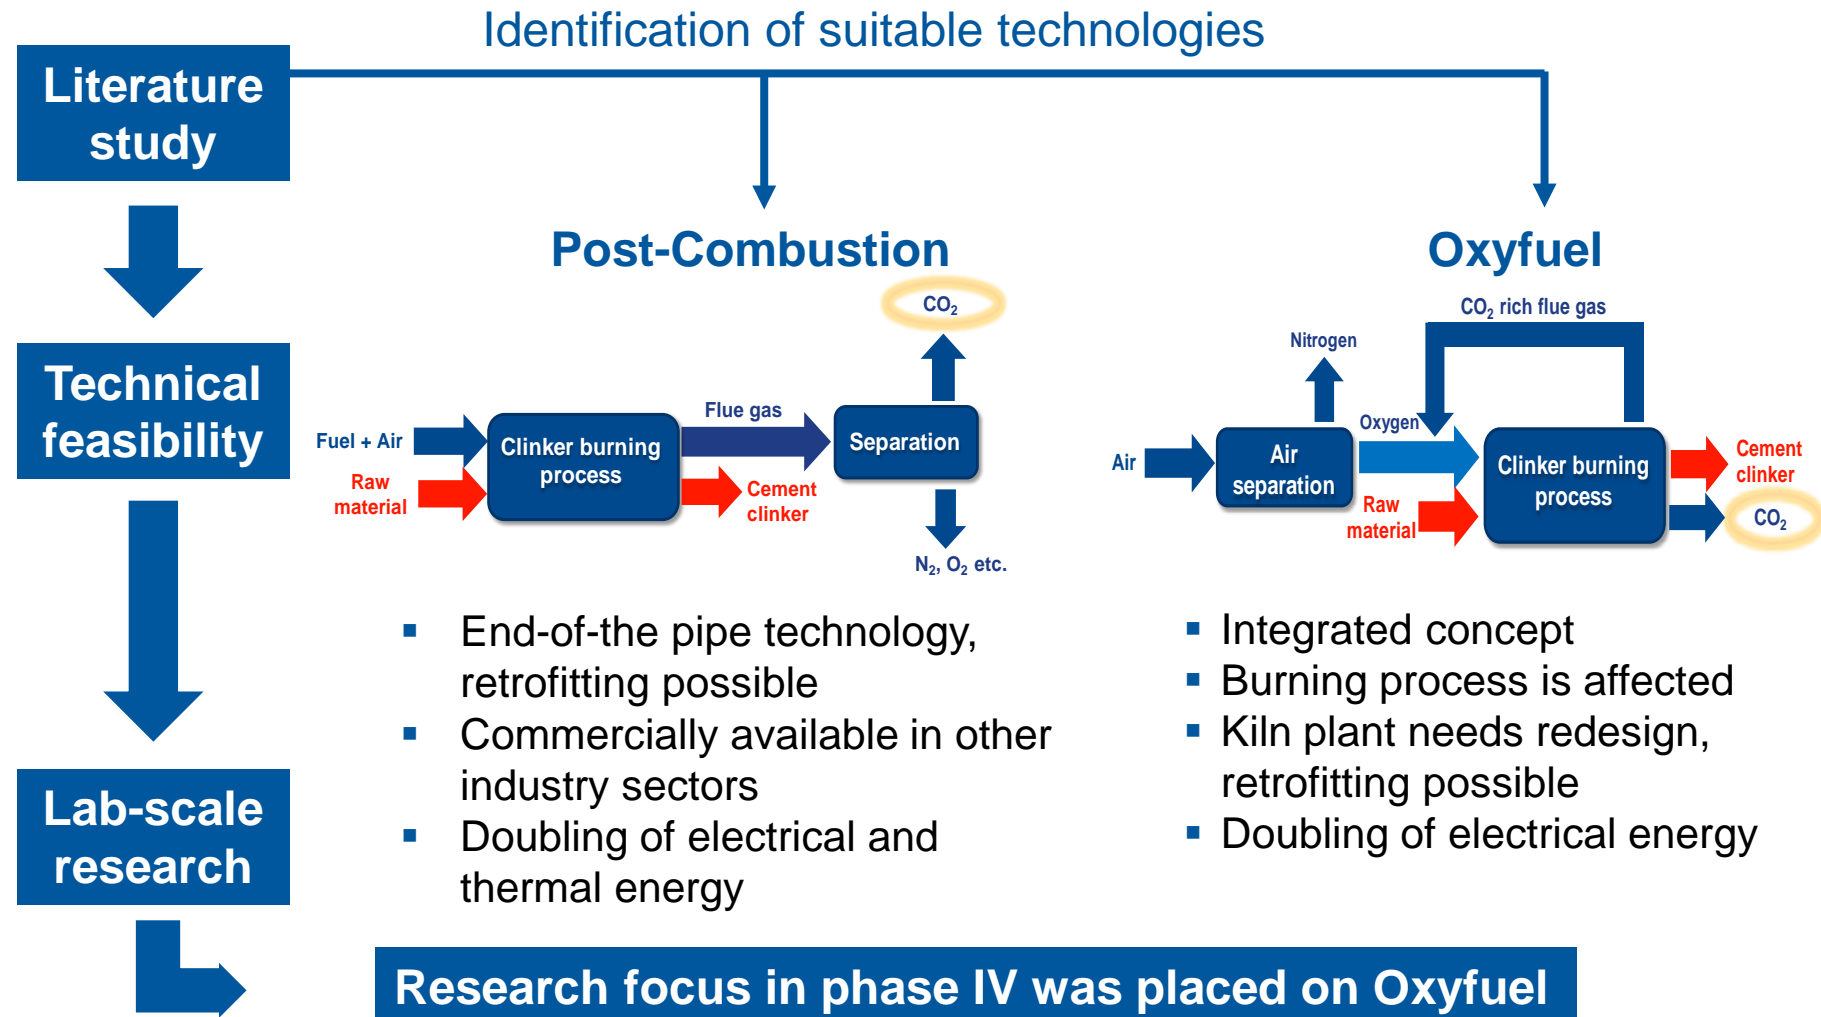 Identification of suitable technologies
Literature
study
Technical
feasibility
Lab-scale
research
Post-Combustion
CO₂
Fuel + Air
Raw
material
Clinker burning
process
Flue gas
Cement
clinker
Separation
N₂, O₂ etc.
▪ End-of-the pipe technology,
retrofitting possible
▪ Commercially available in other
industry sectors
▪ Doubling of electrical and
thermal energy
Oxyfuel
CO₂ rich flue gas
Nitrogen
Oxygen
Air
Air
separation
Raw
material
Clinker burning
process
Cement
clinker
CO₂
▪ Integrated concept
▪ Burning process is affected
▪ Kiln plant needs redesign,
retrofitting possible
▪ Doubling of electrical energy
Research focus in phase IV was placed on Oxyfuel